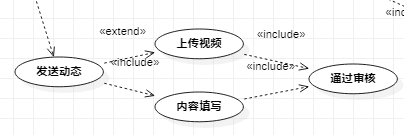 «inc
«extend»
«include»
上传视频
«include»
«include»
发送动态
通过审核
内容填写